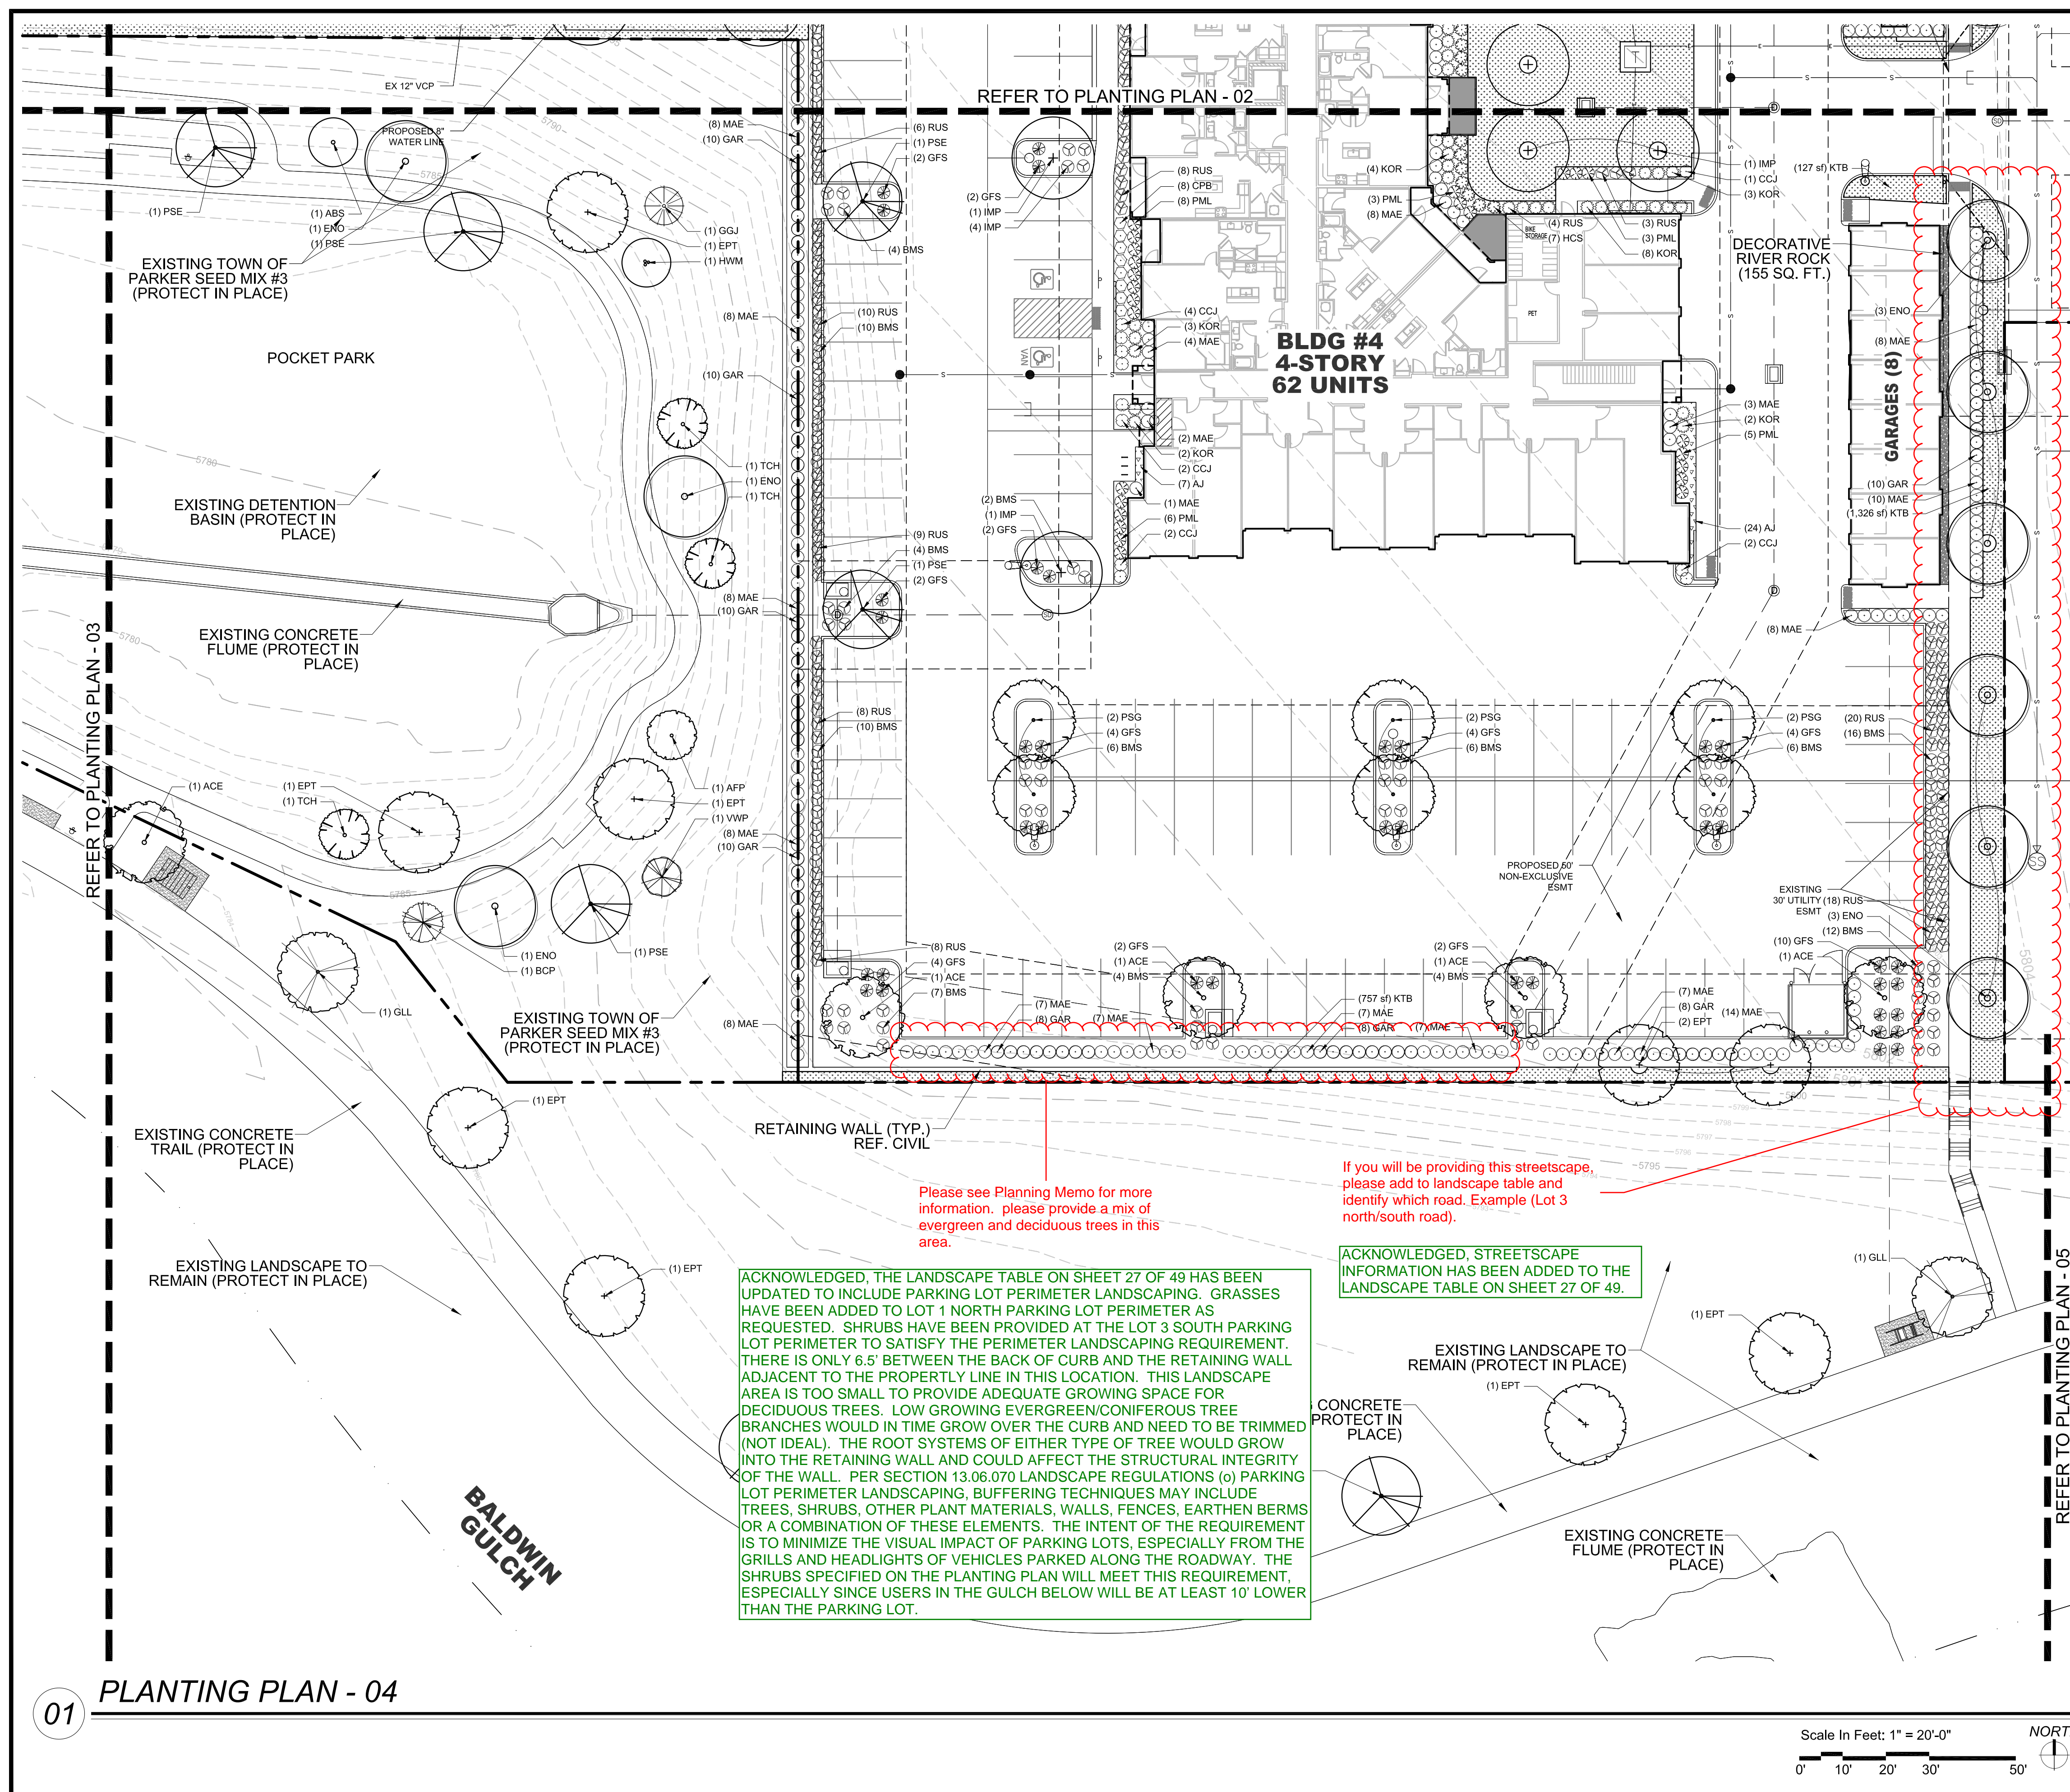 EX 12" VCP
REFER TO PLANTING PLAN - 02
PROPOSED 8"
WATER LINE
5790
5785
(8) MAE
(10) GAR
(6) RUS
(1) PSE
(2) GFS
(4) BMS
(2) GFS
(1) IMP
(4) IMP
(8) RUS
(8) CPB
(8) PML
(4) KOR
(3) PML
(8) MAE
(1) IMP
(1) CCJ
(3) KOR
(4) RUS
(7) HCS
(3) RUS
(3) PML
(8) KOR
BIKE
STORAGE
PET
(127 sf) KTB
DECORATIVE
RIVER ROCK
(155 SQ. FT.)
(1) PSE
(1) ABS
(1) ENO
(1) PSE
(1) GGJ
(1) EPT
(1) HWM
EXISTING TOWN OF
PARKER SEED MIX #3
(PROTECT IN PLACE)
POCKET PARK
(8) MAE
(10) RUS
(10) BMS
(10) GAR
VAN
(4) CCJ
(3) KOR
(4) MAE
BLDG #4
4-STORY
62 UNITS
(3) ENO
(8) MAE
GARAGES (8)
(3) MAE
(2) KOR
(5) PML
(2) MAE
(2) KOR
(2) CCJ
(7) AJ
(1) MAE
(6) PML
(2) CCJ
(1) TCH
(1) ENO
(1) TCH
5780
EXISTING DETENTION
BASIN (PROTECT IN
PLACE)
(2) BMS
(1) IMP
(2) GFS
(10) GAR
(10) MAE
(1,326 sf) KTB
(24) AJ
(2) CCJ
(9) RUS
(4) BMS
(1) PSE
(2) GFS
(8) MAE
(10) GAR
SD
(8) MAE
EXISTING CONCRETE
FLUME (PROTECT IN
PLACE)
5780
REFER TO PLANTING PLAN - 03
(8) RUS
(10) BMS
(2) PSG
(4) GFS
(6) BMS
(2) PSG
(4) GFS
(6) BMS
(2) PSG
(4) GFS
(6) BMS
(20) RUS
(16) BMS
(1) ACE
(1) EPT
(1) TCH
(1) AFP
(1) EPT
(1) VWP
(8) MAE
(10) GAR
5785
PROPOSED 50'
NON-EXCLUSIVE
ESMT
SS
EXISTING
30' UTILITY (18) RUS
ESMT
(3) ENO
(12) BMS
(10) GFS
(1) ACE
(1) ENO
(1) BCP
(1) PSE
(8) RUS
(4) GFS
(1) ACE
(7) BMS
(2) GFS
(1) ACE
(4) BMS
(2) GFS
(1) ACE
(4) BMS
5804
(1) GLL
EXISTING TOWN OF
PARKER SEED MIX #3
(PROTECT IN PLACE)
(8) MAE
(7) MAE
(8) GAR
(7) MAE
(757 sf) KTB
(7) MAE
(8) GAR
(7) MAE
(7) MAE
(8) GAR
(2) EPT
(14) MAE
5802
5800
5799
5798
5797
5796
5795
(1) EPT
EXISTING CONCRETE
TRAIL (PROTECT IN
PLACE)
RETAINING WALL (TYP.)
REF. CIVIL
Please see Planning Memo for more
information. please provide a mix of
evergreen and deciduous trees in this
area.
If you will be providing this streetscape,
please add to landscape table and
identify which road. Example (Lot 3
north/south road).
EXISTING LANDSCAPE TO
REMAIN (PROTECT IN PLACE)
(1) EPT
ACKNOWLEDGED, THE LANDSCAPE TABLE ON SHEET 27 OF 49 HAS BEEN
UPDATED TO INCLUDE PARKING LOT PERIMETER LANDSCAPING. GRASSES
HAVE BEEN ADDED TO LOT 1 NORTH PARKING LOT PERIMETER AS
REQUESTED. SHRUBS HAVE BEEN PROVIDED AT THE LOT 3 SOUTH PARKING
LOT PERIMETER TO SATISFY THE PERIMETER LANDSCAPING REQUIREMENT.
THERE IS ONLY 6.5' BETWEEN THE BACK OF CURB AND THE RETAINING WALL
ADJACENT TO THE PROPERTLY LINE IN THIS LOCATION. THIS LANDSCAPE
AREA IS TOO SMALL TO PROVIDE ADEQUATE GROWING SPACE FOR
DECIDUOUS TREES. LOW GROWING EVERGREEN/CONIFEROUS TREE
BRANCHES WOULD IN TIME GROW OVER THE CURB AND NEED TO BE TRIMMED
(NOT IDEAL). THE ROOT SYSTEMS OF EITHER TYPE OF TREE WOULD GROW
INTO THE RETAINING WALL AND COULD AFFECT THE STRUCTURAL INTEGRITY
OF THE WALL. PER SECTION 13.06.070 LANDSCAPE REGULATIONS (o) PARKING
LOT PERIMETER LANDSCAPING, BUFFERING TECHNIQUES MAY INCLUDE
TREES, SHRUBS, OTHER PLANT MATERIALS, WALLS, FENCES, EARTHEN BERMS
OR A COMBINATION OF THESE ELEMENTS. THE INTENT OF THE REQUIREMENT
IS TO MINIMIZE THE VISUAL IMPACT OF PARKING LOTS, ESPECIALLY FROM THE
GRILLS AND HEADLIGHTS OF VEHICLES PARKED ALONG THE ROADWAY. THE
SHRUBS SPECIFIED ON THE PLANTING PLAN WILL MEET THIS REQUIREMENT,
ESPECIALLY SINCE USERS IN THE GULCH BELOW WILL BE AT LEAST 10' LOWER
THAN THE PARKING LOT.
ACKNOWLEDGED, STREETSCAPE
INFORMATION HAS BEEN ADDED TO THE
LANDSCAPE TABLE ON SHEET 27 OF 49.
(1) GLL
(1) EPT
EXISTING LANDSCAPE TO
REMAIN (PROTECT IN PLACE)
(1) EPT
CONCRETE
PROTECT IN
PLACE)
REFER TO PLANTING PLAN - 05
BALDWIN
GULCH
EXISTING CONCRETE
FLUME (PROTECT IN
PLACE)
01
PLANTING PLAN - 04
Scale In Feet: 1" = 20'-0"
NORT
0' 10' 20' 30' 50'